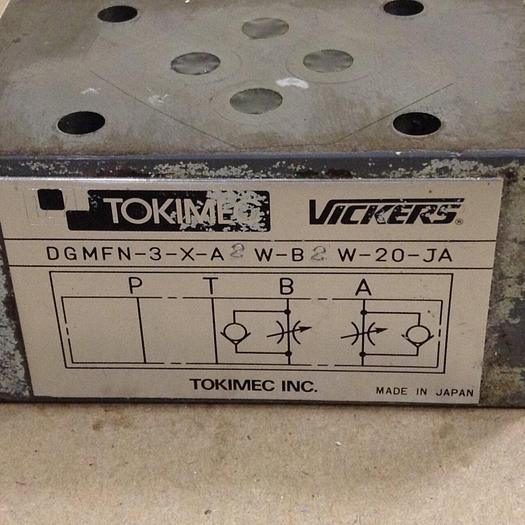 TOKIMEC VICKERS®
DGMFN-3-X-A2W-B2W-20-JA
P T B A
TOKIMEC INC.
MADE IN JAPAN